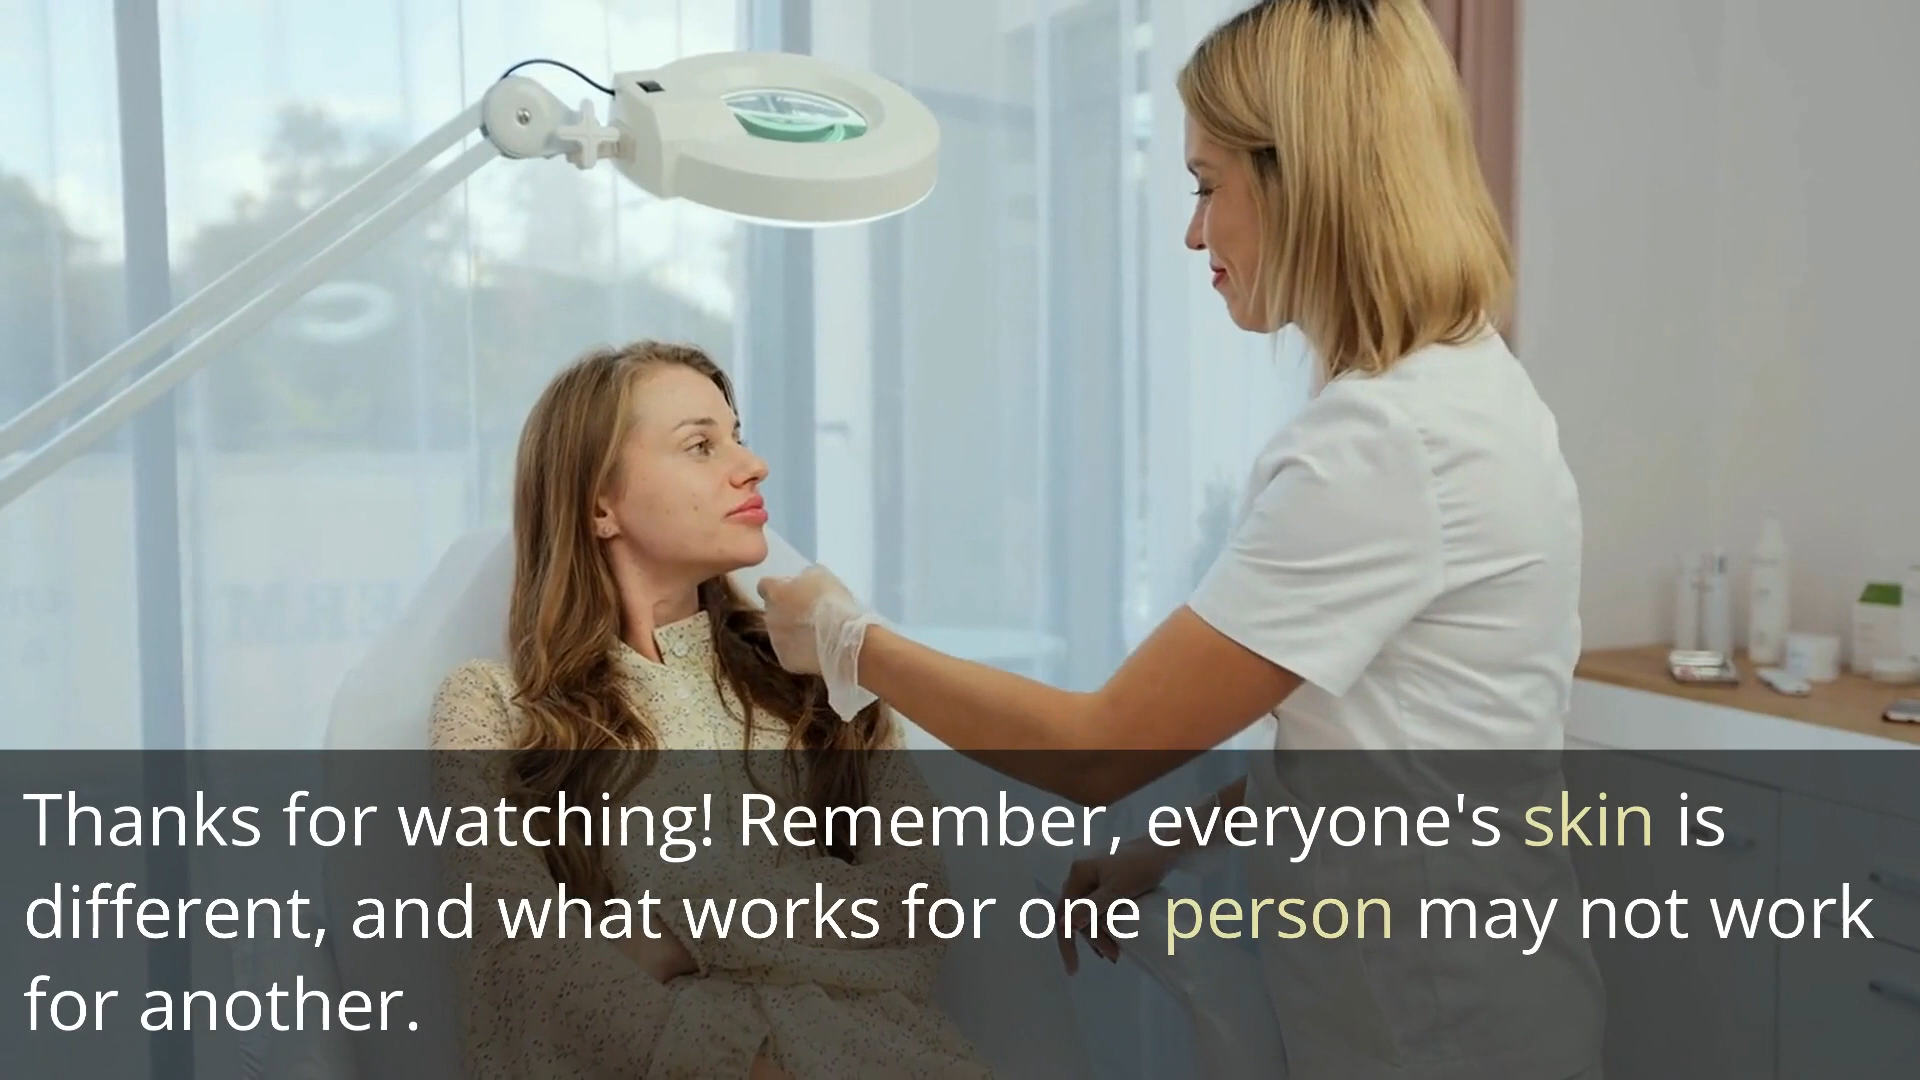 Thanks for watching! Remember, everyone's skin is
different, and what works for one person may not work
for another.